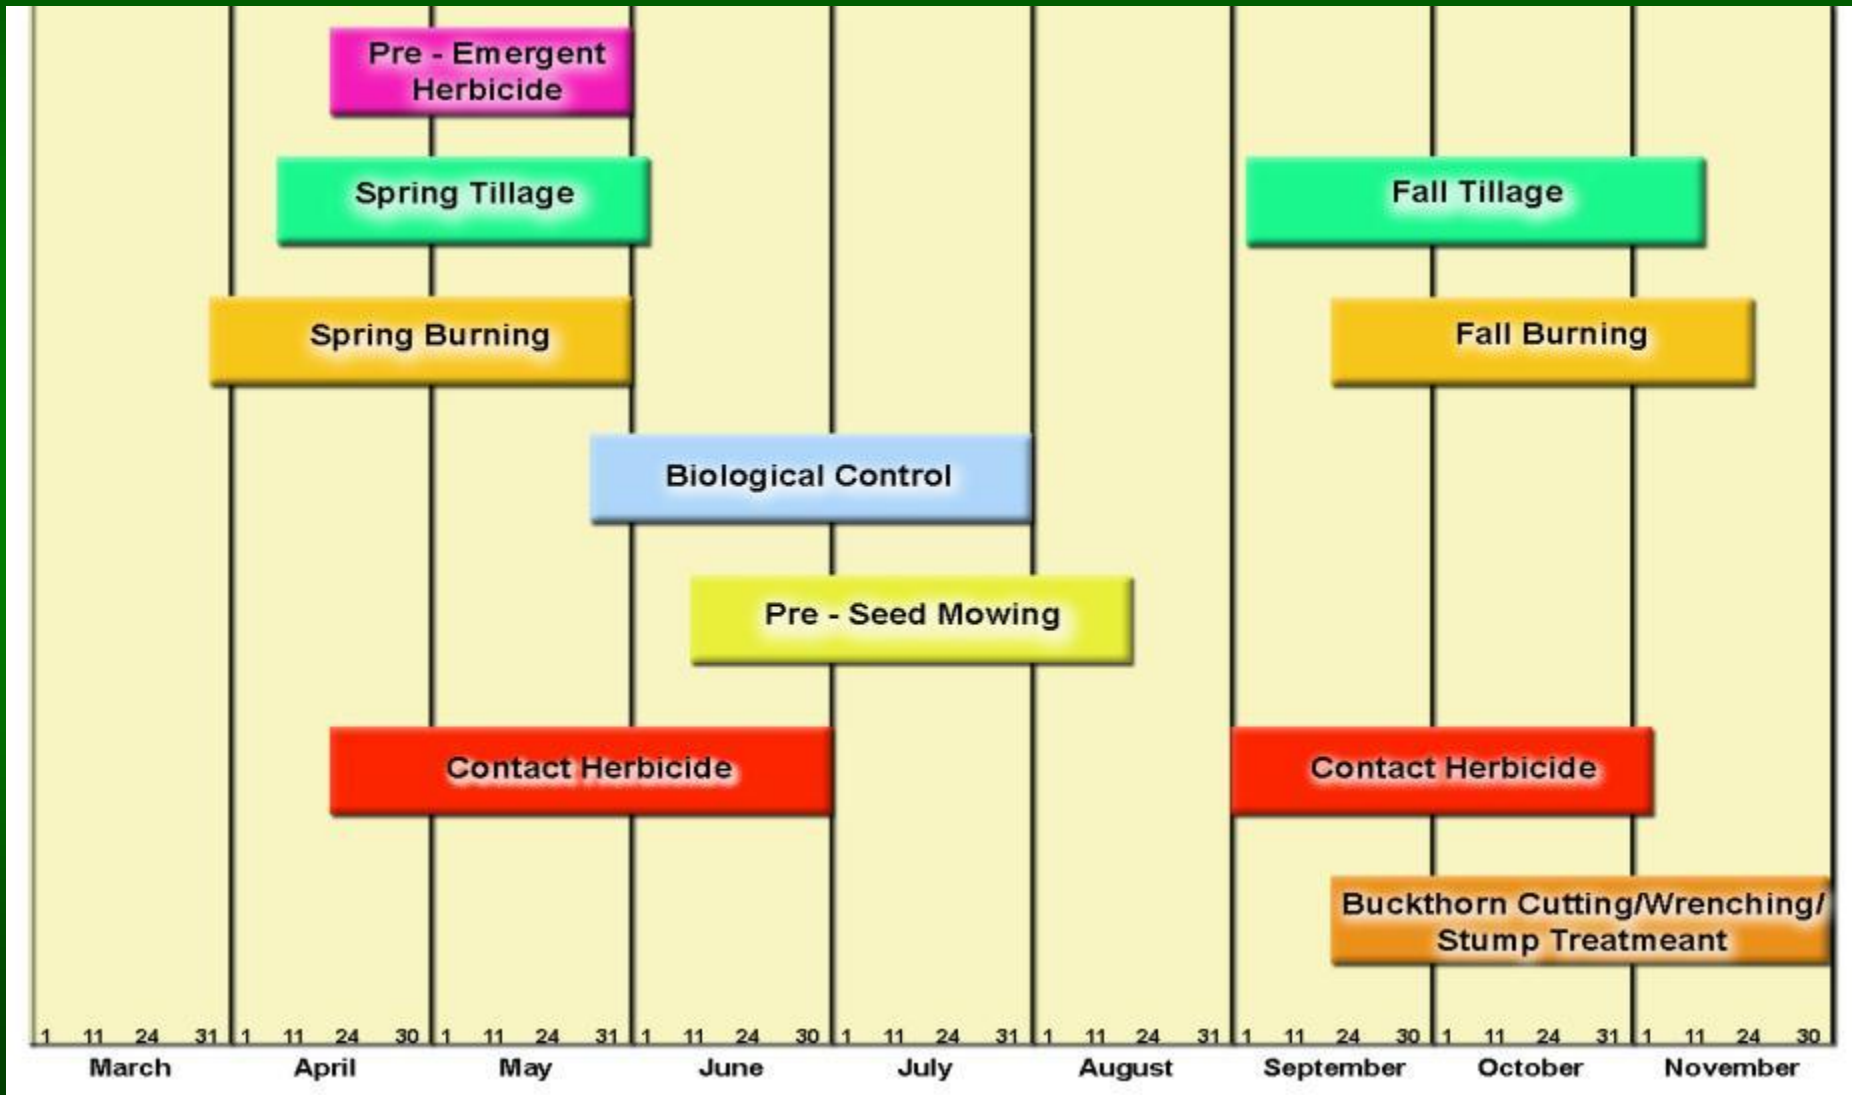 Pre - Emergent
Herbicide
Spring Tillage
Fall Tillage
Spring Burning
Fall Burning
Biological Control
Pre - Seed Mowing
Contact Herbicide
Contact Herbicide
Buckthorn Cutting/Wrenching/
Stump Treatmeant
1 11 24 31 1 11 24 30 1 11 24 31 1 11 24 30 1 11 24 31 1 11 24 31 1 11 24 30 1 11 24 31 1 11 24 30
March April May June July August September October November